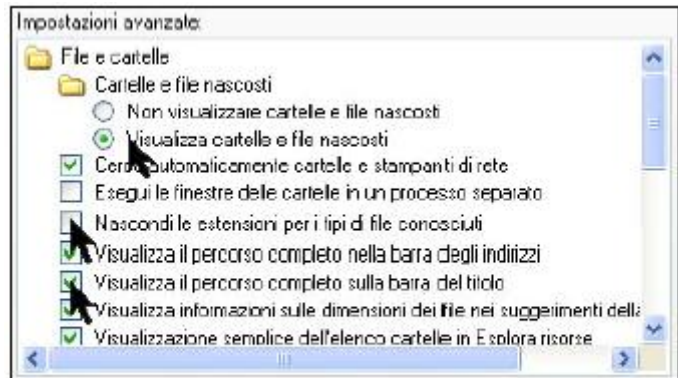 Impostazioni avanzate:
File e cartelle
Cartelle e file nascosti
Non visualizzare cartelle e file nascosti
Visualizza cartelle e file nascosti
Cerca automaticamente cartelle e stampanti di rete
Esegui le finestre delle cartelle in un processo separato
Nascondi le estensioni per i tipi di file conosciuti
Visualizza il percorso completo nella barra degli indirizzi
Visualizza il percorso completo sulla barra del titolo
Visualizza informazioni sulle dimensioni dei file nei suggerimenti della
Visualizzazione semplice dell'elenco cartelle in Esplora risorse